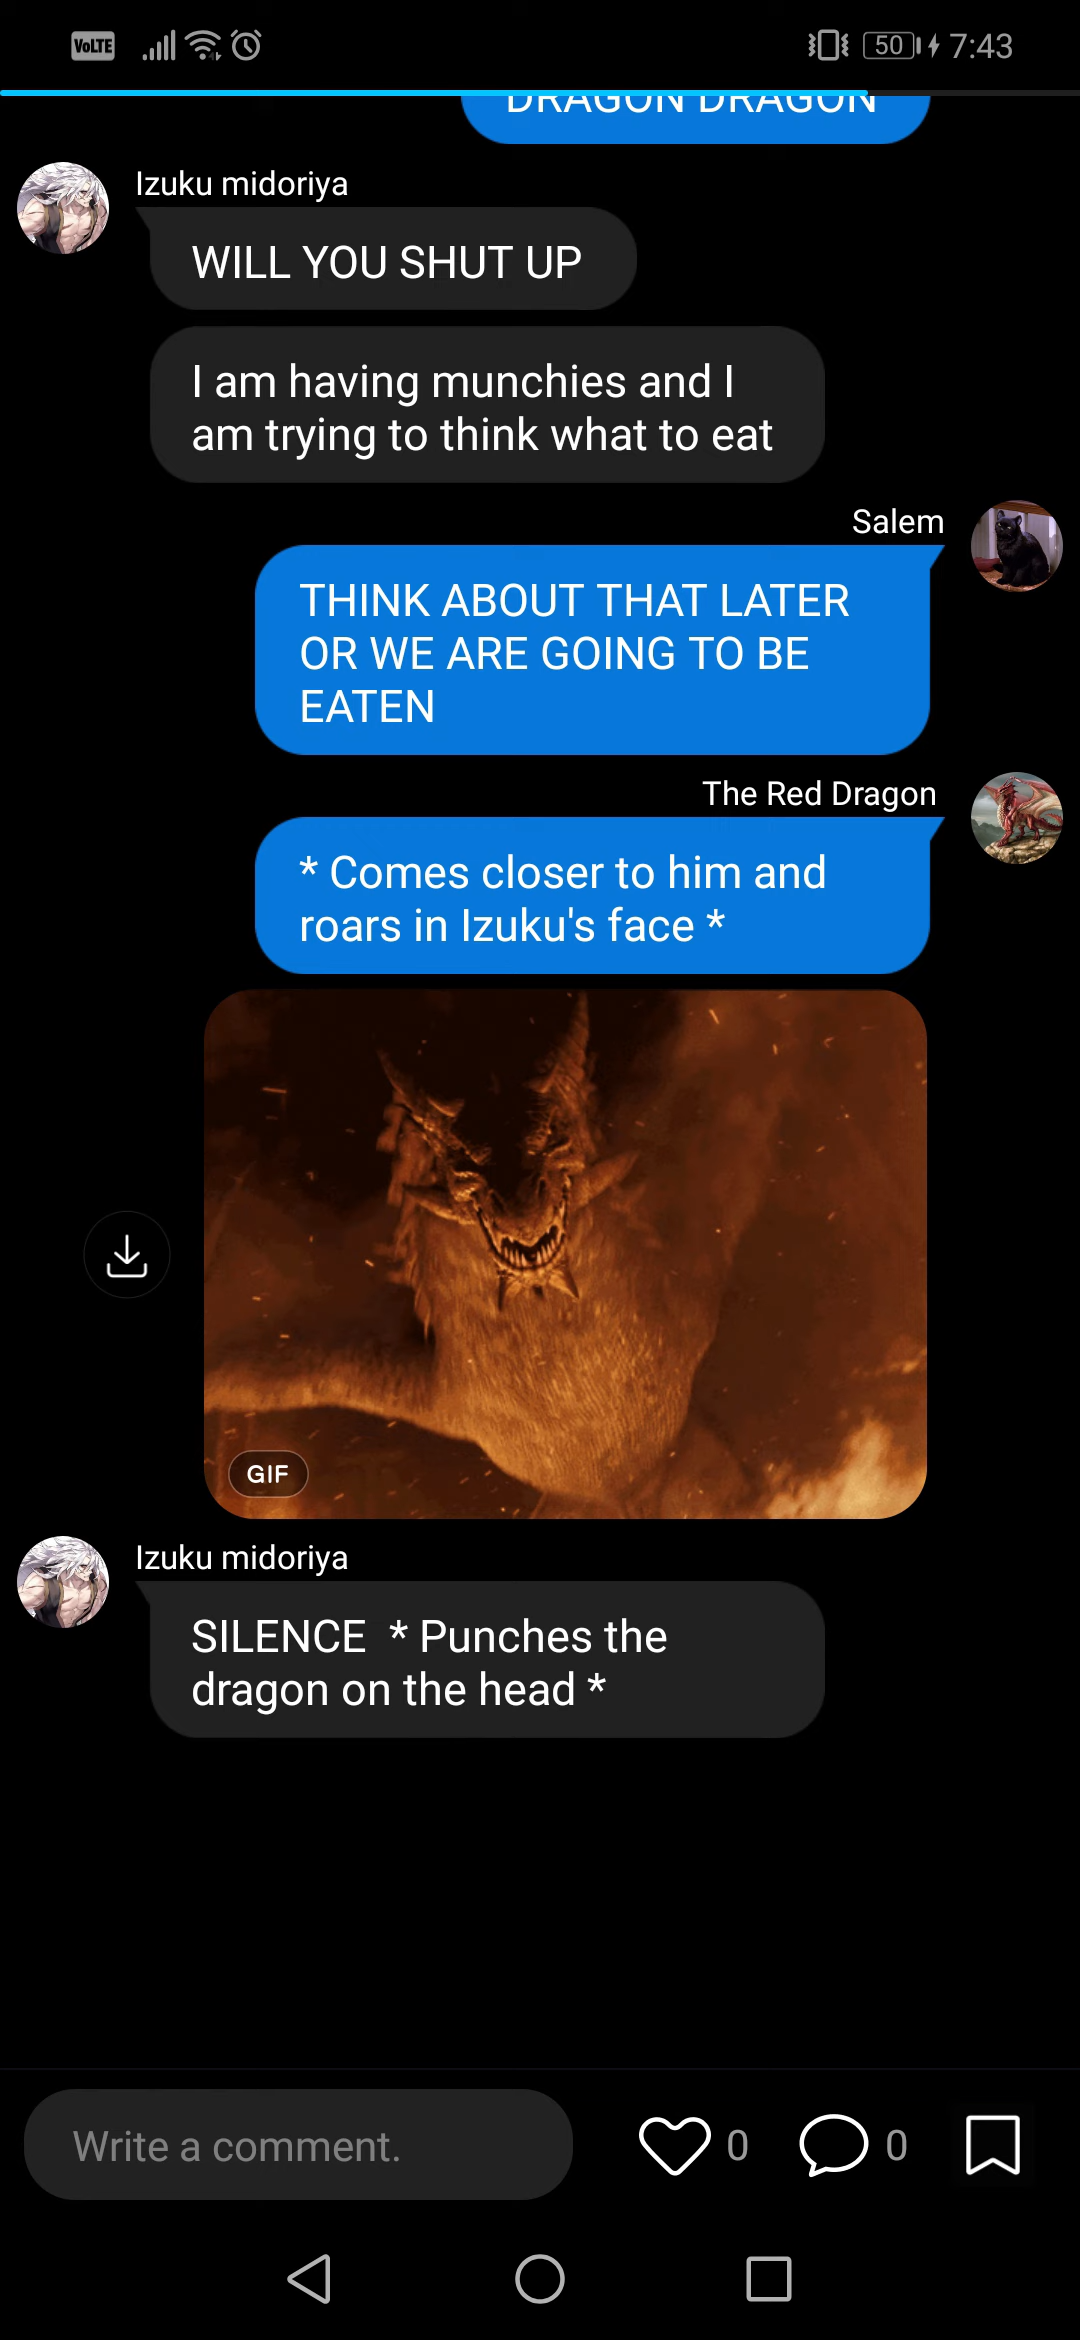 VoLTE 50 7:43
DRAGON DRAGON
Izuku midoriya
WILL YOU SHUT UP
I am having munchies and I
am trying to think what to eat
Salem
THINK ABOUT THAT LATER
OR WE ARE GOING TO BE
EATEN
The Red Dragon
* Comes closer to him and
roars in Izuku's face *
GIF
Izuku midoriya
SILENCE  * Punches the
dragon on the head *
Write a comment. 0 0